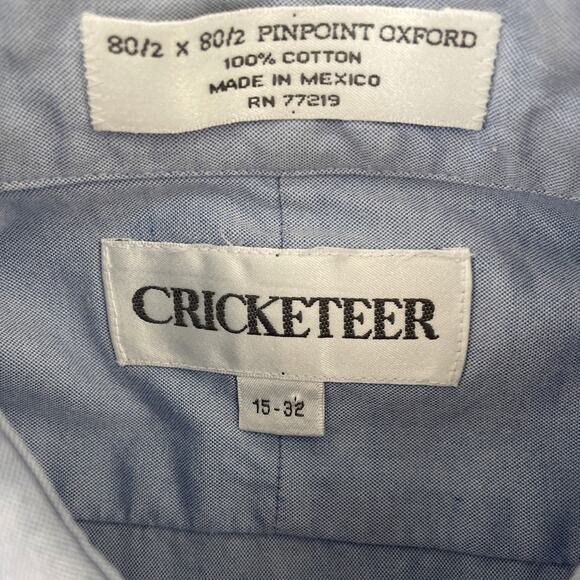 80/2 x 80/2 PINPOINT OXFORD
100% COTTON
MADE IN MEXICO
RN 77219
CRICKETEER
15-32